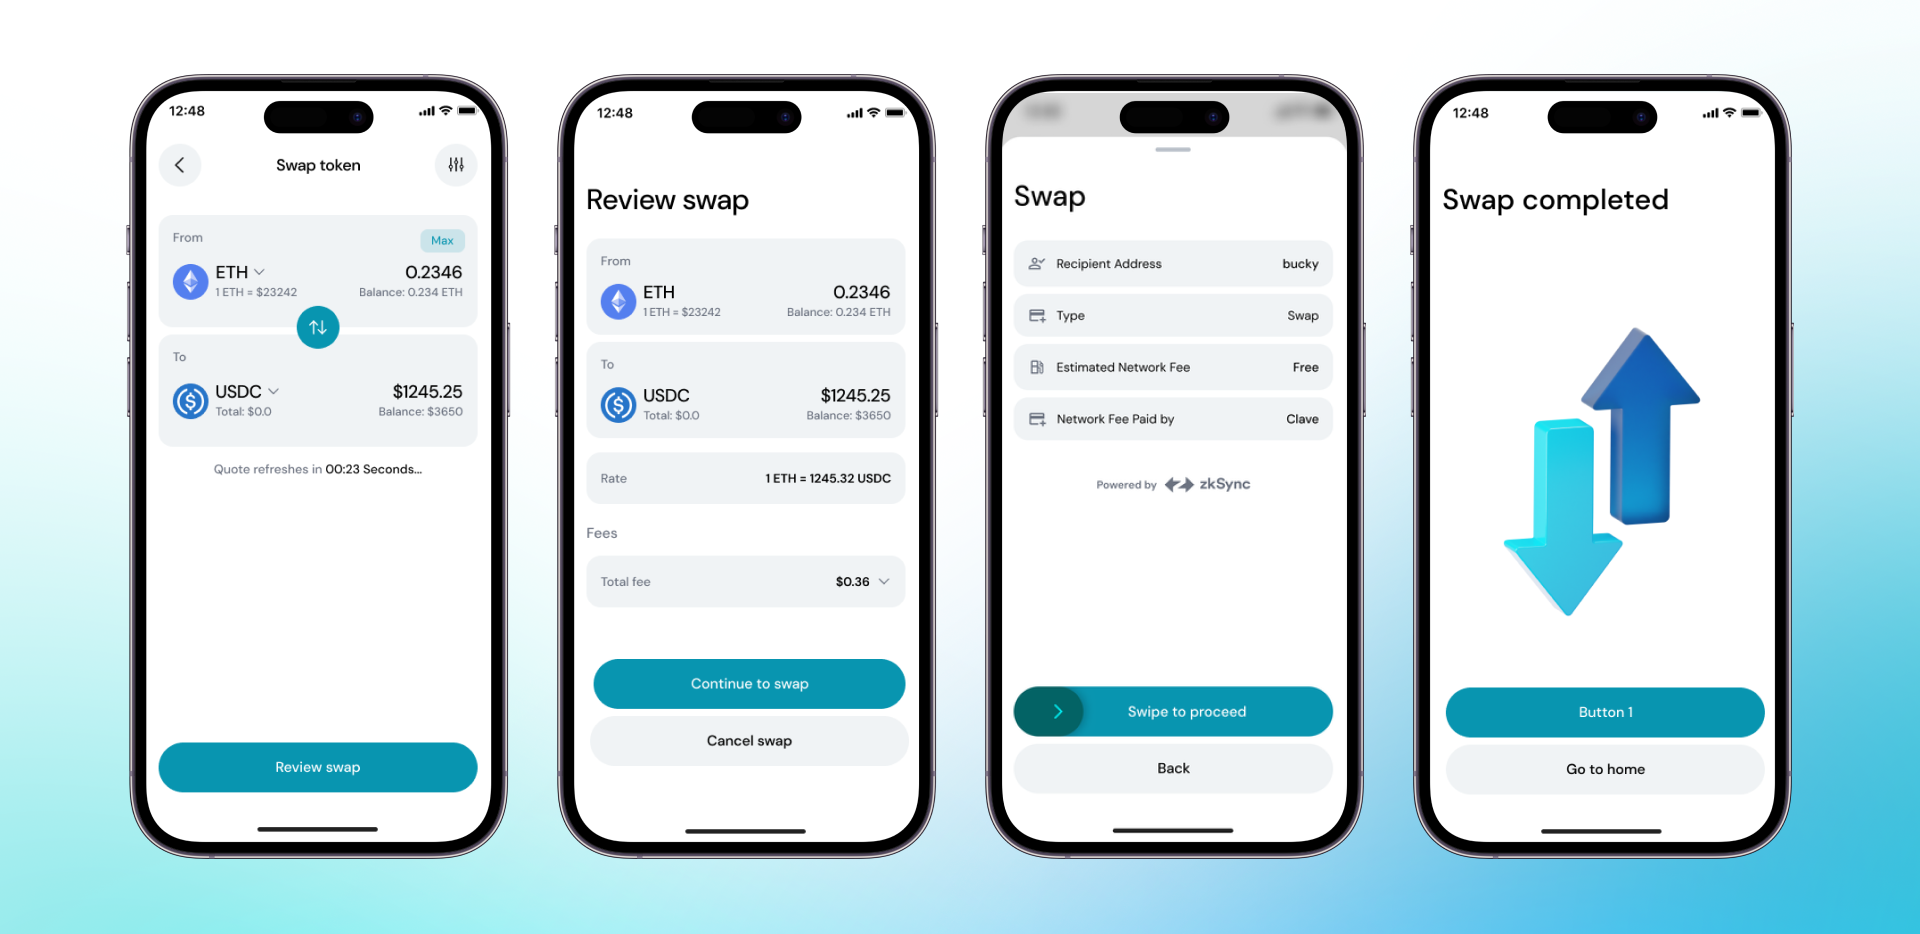 12:48
Swap token
From
Max
ETH
0.2346
1 ETH = $23242
Balance: 0.234 ETH
To
USDC
$1245.25
Total: $0.0
Balance: $3650
Quote refreshes in 00:23 Seconds...
Review swap
12:48
Review swap
From
ETH
0.2346
1 ETH = $23242
Balance: 0.234 ETH
To
USDC
$1245.25
Total: $0.0
Balance: $3650
Rate
1 ETH = 1245.32 USDC
Fees
Total fee
$0.36
Continue to swap
Cancel swap
Swap
Recipient Address
bucky
Type
Swap
Estimated Network Fee
Free
Network Fee Paid by
Clave
Powered by zkSync
Swipe to proceed
Back
12:48
Swap completed
Button 1
Go to home